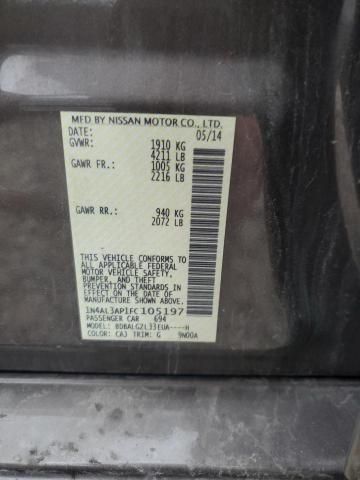 MFD BY NISSAN MOTOR CO., LTD.
DATE: 05/14
GVWR: 1910 KG
4211 LB
GAWR FR: 1005 KG
2216 LB
GAWR RR: 940 KG
2072 LB
THIS VEHICLE CONFORMS TO
ALL APPLICABLE FEDERAL
MOTOR VEHICLE SAFETY,
BUMPER, AND THEFT
PREVENTION STANDARDS IN
EFFECT ON THE DATE OF
MANUFACTURE SHOWN ABOVE.
1N4AL3AP1FC105197
PASSENGER CAR 694
MODEL: BDBALGZL33EUA----H
COLOR: CAJ TRIM: G 9N00A